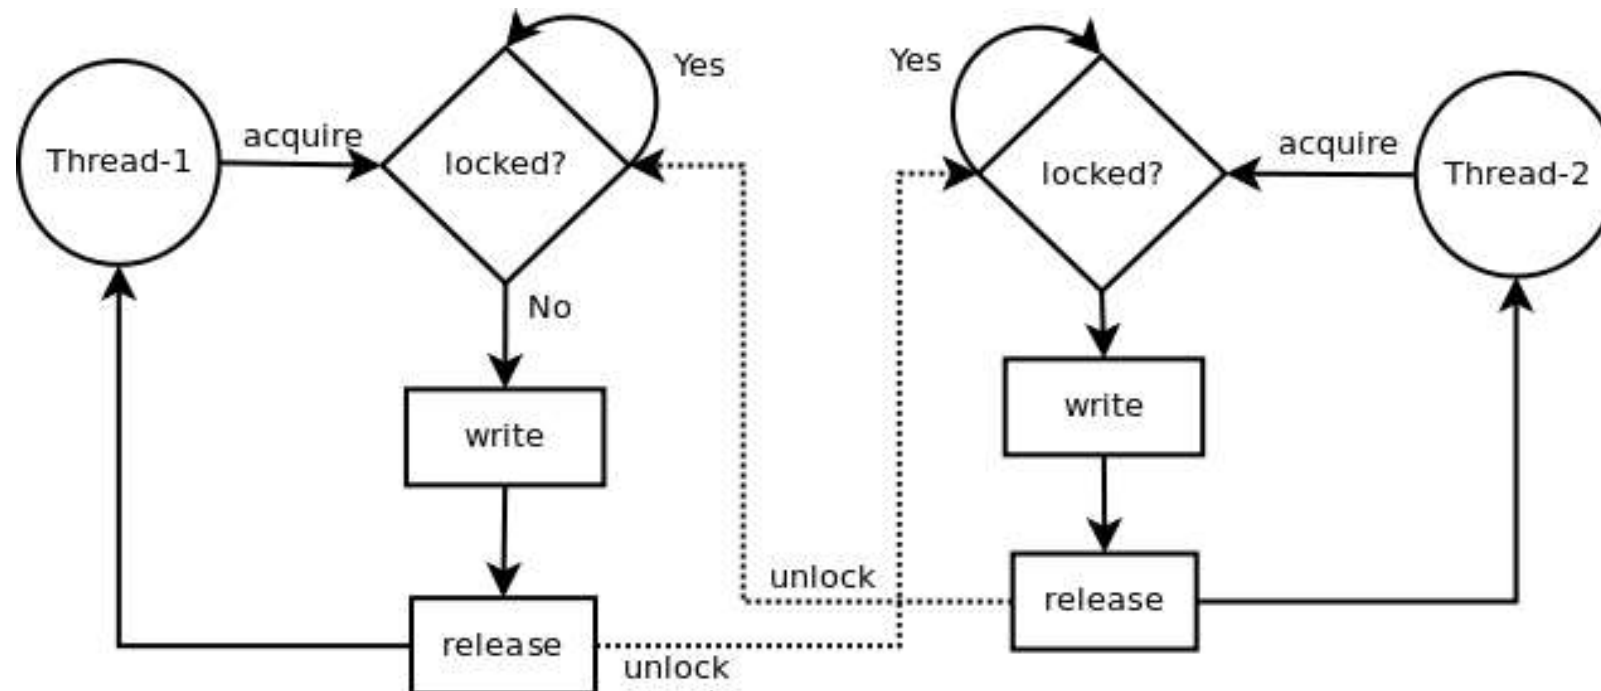 Yes
Yes
acquire
acquire
Thread-1
locked?
locked?
Thread-2
No
write
write
unlock
release
release
unlock